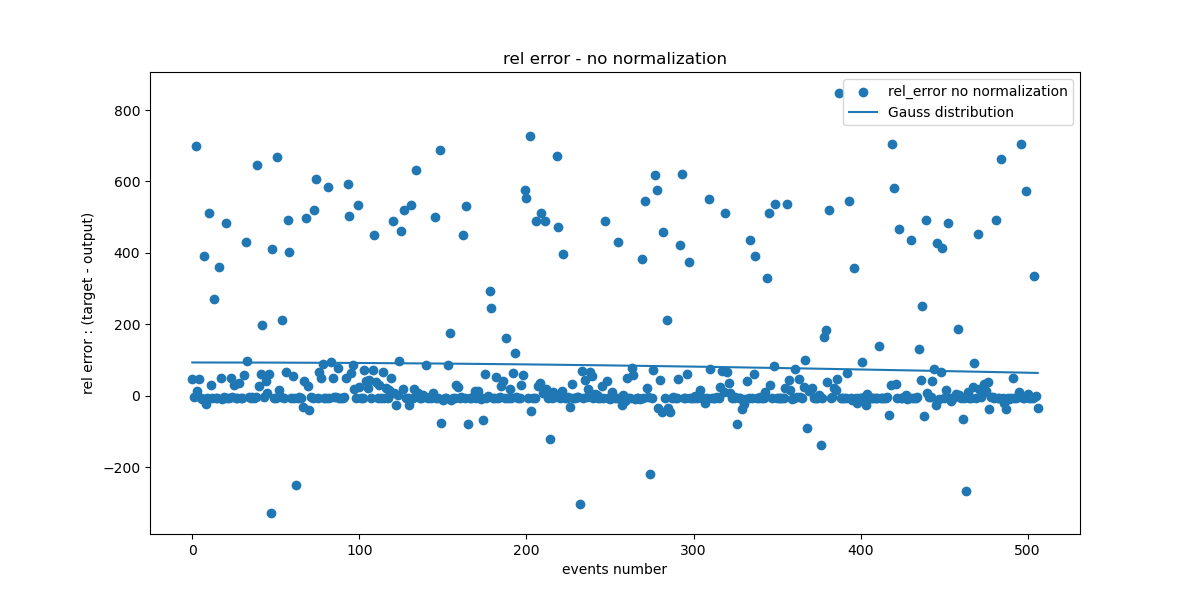 rel error - no normalization
rel_error no normalization
Gauss distribution
rel error : (target - output)
800
600
400
200
0
−200
0
100
200
300
400
500
events number